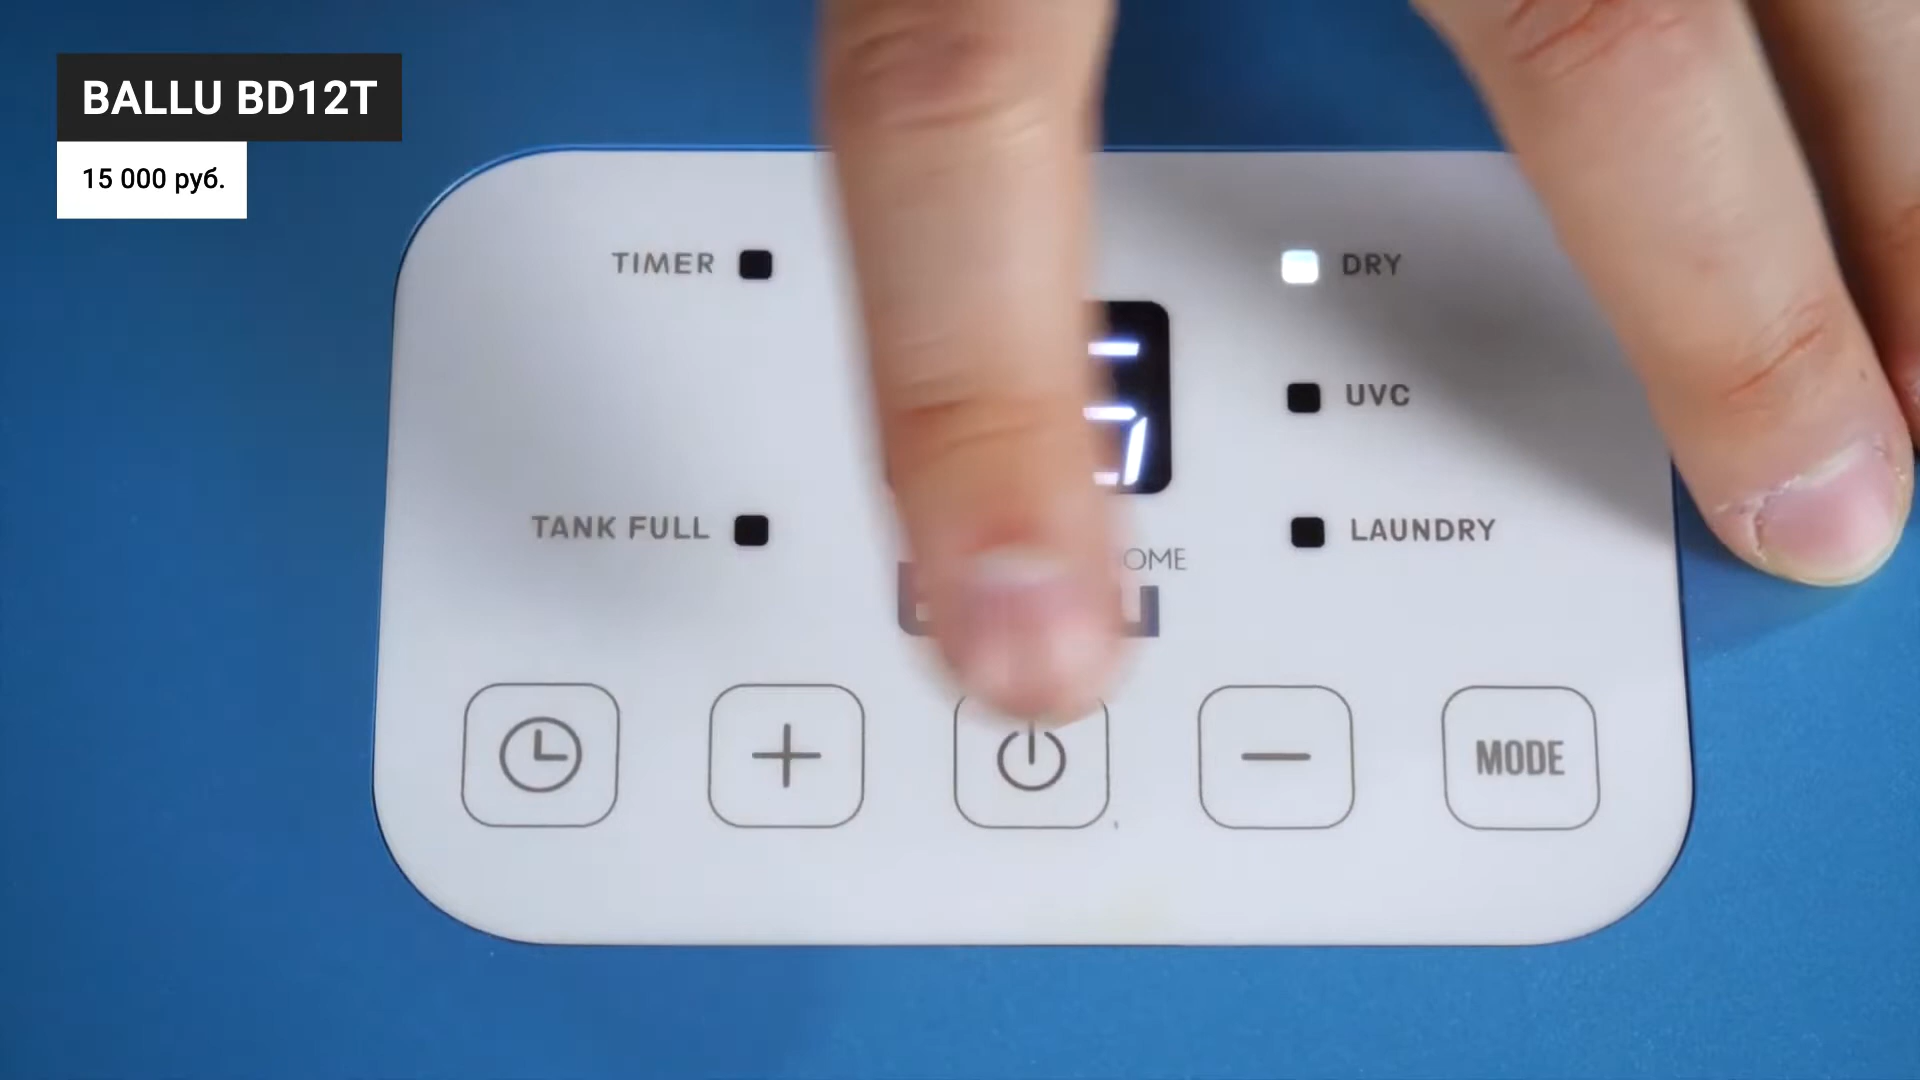 BALLU BD12T
15 000 руб.
TIMER
DRY
UVC
TANK FULL
LAUNDRY
MODE